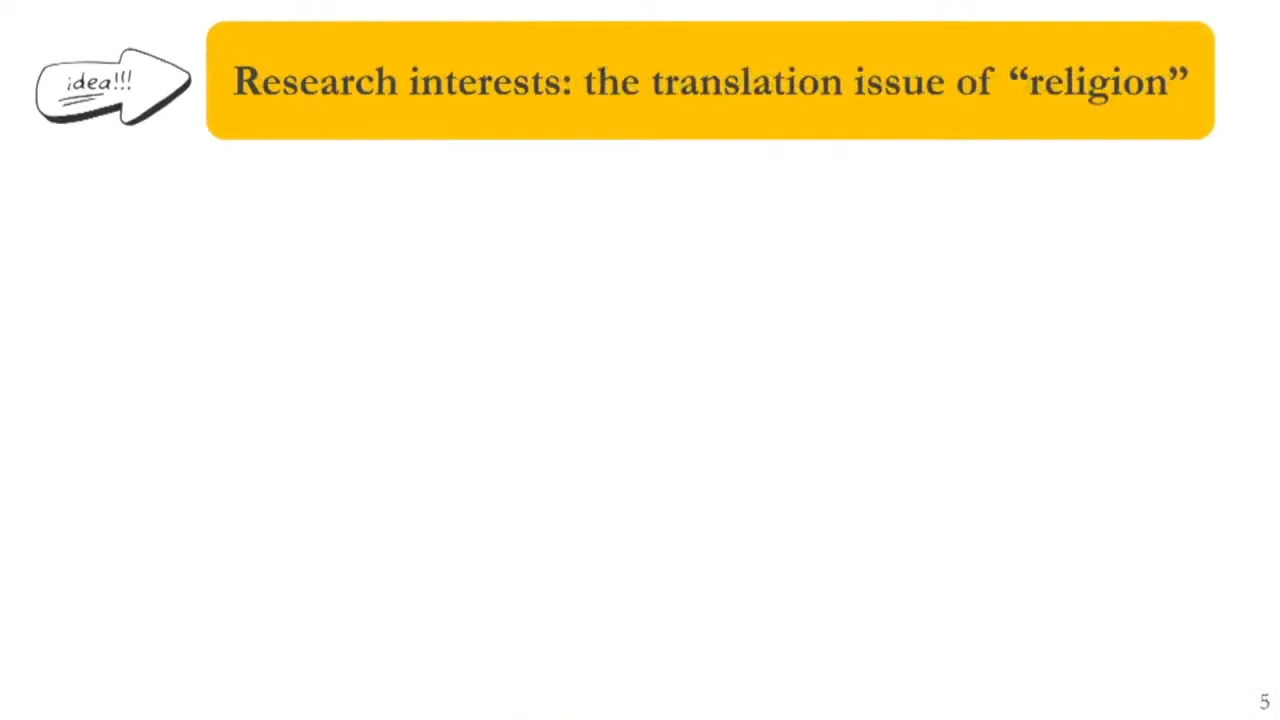 idea!!!
Research interests: the translation issue of “religion”
5